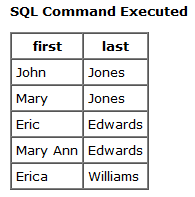 SQL Command Executed
first last
John Jones
Mary Jones
Eric Edwards
Mary Ann Edwards
Erica Williams